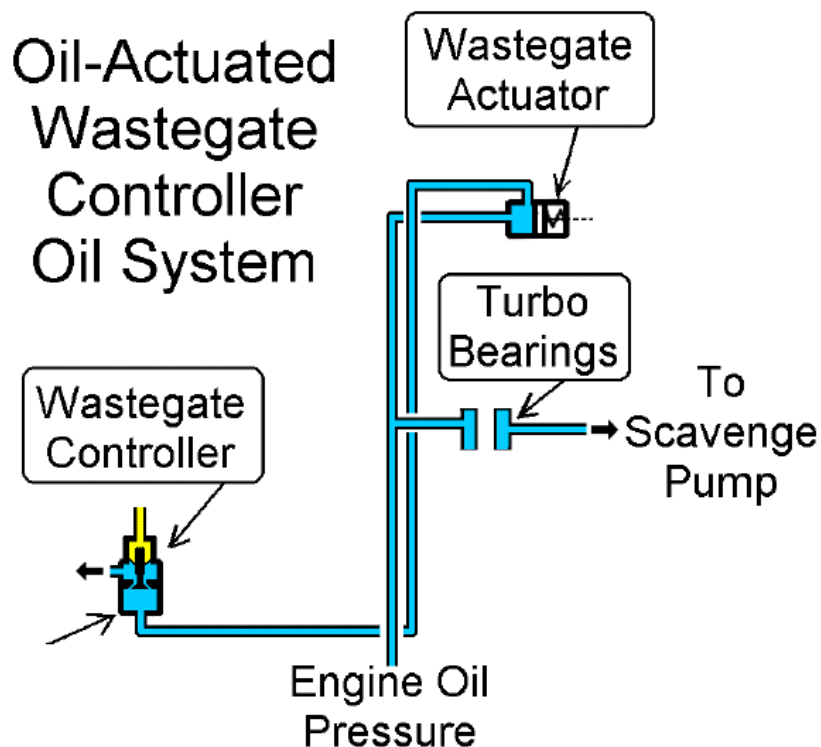 Oil-Actuated
Wastegate
Controller
Oil System
Wastegate
Actuator
Turbo
Bearings
To
Scavenge
Pump
Wastegate
Controller
Engine Oil
Pressure